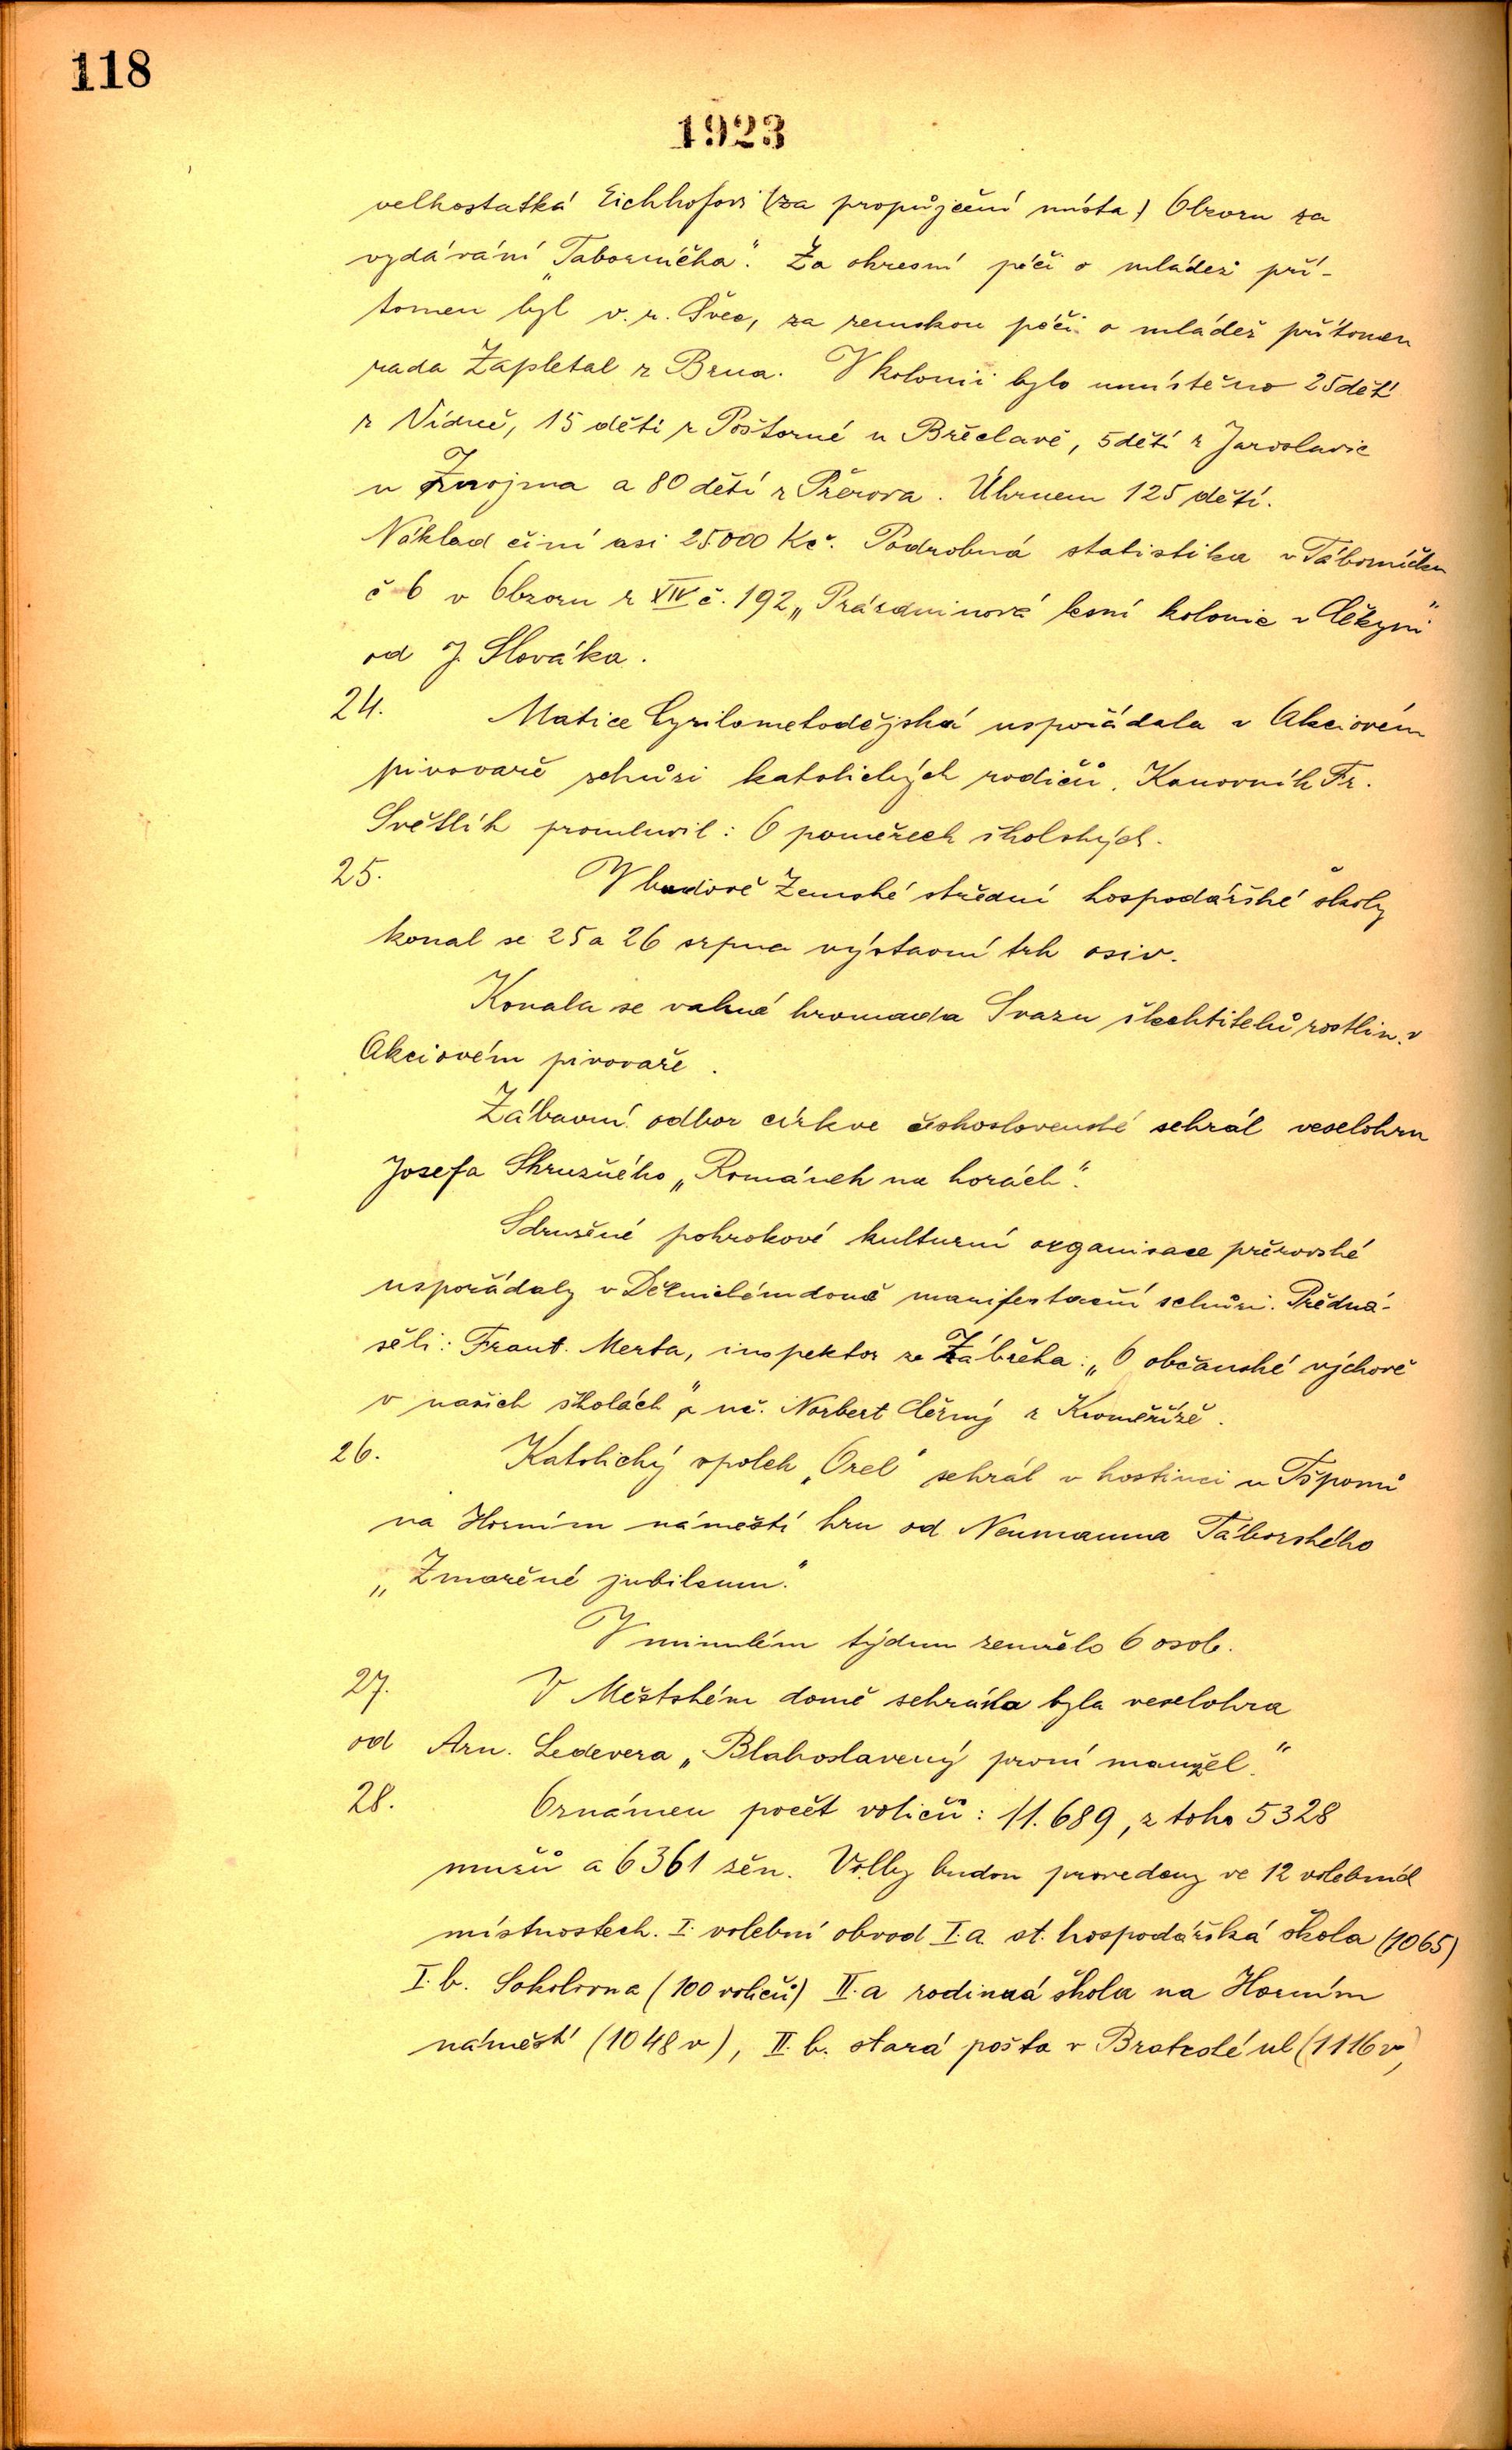 118
1923
velkostatká Eichhofovi (za propůjčení místa) Obzoru za
vydávání „Táborníčka". Za okresní péči o mládež pří-
tomen byl v. r. Švec, za zemskou péči o mládež přítomen
rada Zapletal z Brna. V kolonii bylo umístěno 25 dětí
z Vídně, 15 dětí z Poštorné u Břeclavě, 5 dětí z Jaroslavic
u Znojma a 80 dětí z Přerova. Úhrnem 125 dětí.
Náklad činí asi 25000 Kč. Podrobná statistika v Táborníčku
č 6 v Obzoru r XIV č. 192 „Prázdninová lesní kolonie v Čekyni"
od J. Slováka.
24. Matice Cyrilometodějská uspořádala v Akciovém
pivovaře schůzi katolických rodičů. Kanovník Fr.
Světlík promluvil: O poměrech školských.
25. V budově Zemské střední hospodářské školy
konal se 25 a 26 srpna výstavní trh osiv.
Konala se valná hromada Svazu šlechtitelů rostlin v
Akciovém pivovaře.
Zábavní odbor církve československé sehrál veselohru
Josefa Skružného „Románek na horách".
Sdružené pokrokové kulturní organisace přerovské
uspořádaly v Dělnickém domě manifestační schůzi. Předná-
šeli: Frant. Merta, inspektor ze Zábřeha: „O občanské výchově
v našich školách" a uč. Norbert Černý z Kroměříže.
26. Katolický spolek „Orel" sehrál v hostinci u Tšponů
na Horním náměstí hru od Neumanna Táborského
„Zmařené jubileum."
V minulém týdnu zemřelo 6 osob.
27. V Městském domě sehrána byla veselohra
od Arn. Ledevera „Blahoslavený první manžel."
28. Oznámen počet voličů: 11.689, z toho 5328
mužů a 6361 žen. Volby budou provedeny ve 12 volebních
místnostech. I. volební obvod I.a. st. hospodářská škola (1065)
I. b. Sokolovna (100 voličů) II. a rodinná škola na Horním
náměstí (1048 v), II. b. stará pošta v Bratrské ul (1116 v,